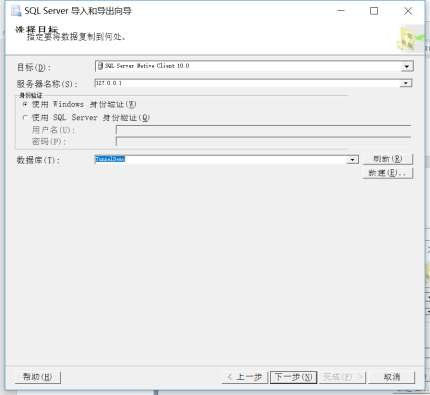 SQL Server 导入和导出向导
选择目标
指定要将数据复制到何处。
目标(D): SQL Server Native Client 10.0
服务器名称(S): 127.0.0.1
身份验证
使用 Windows 身份验证(W)
使用 SQL Server 身份验证(Q)
用户名(U):
密码(P):
数据库(T): 刷新(R)
新建(E)...
帮助(H) < 上一步 下一步(N) 完成(F) >> 取消